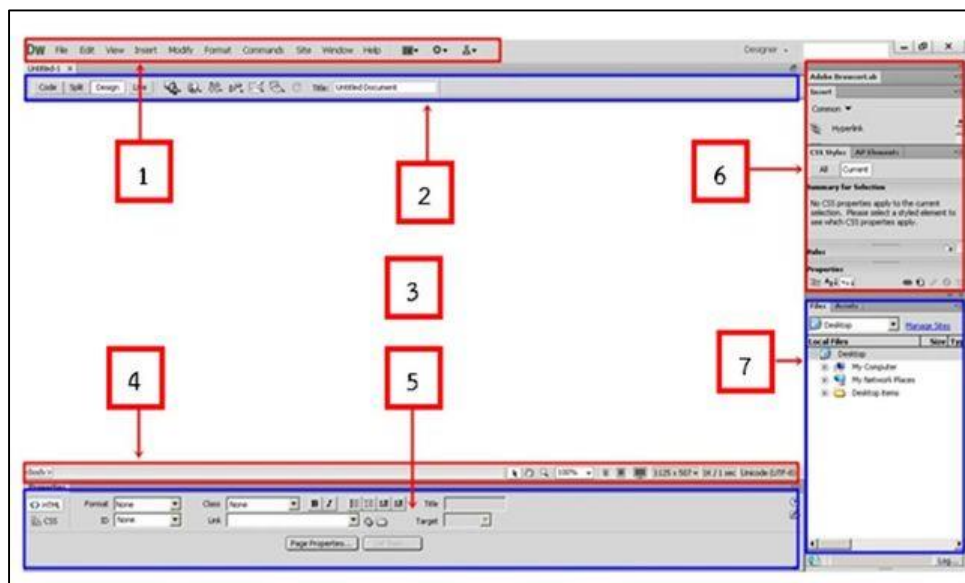 DW File Edit View Insert Modify Format Commands Site Window Help Designer
Untitled-1 ×
Code Split Design Live Title: Untitled Document
Adobe BrowserLab
Insert
Common
Hyperlink
CSS Styles AP Elements
All Current
Summary for Selection
No CSS properties apply to the current
selection. Please select a styled element to
see which CSS properties apply.
Rules
Properties
1
2
6
3
4
5
7
Files Assets
Desktop Manage Sites
Local Files Size Typ
Desktop
My Computer
My Network Places
Desktop items
<body> 100% 1125 x 507 1K / 1 sec Unicode (UTF-8)
Properties
<> HTML Format None Class None B I Title
CSS ID None Link Target
Page Properties...
Log...